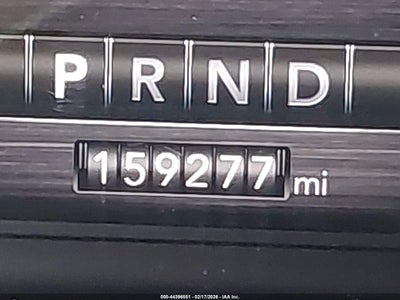 P R N D
159277 mi
000-44396551 - 02/17/2026 - IAA Inc.